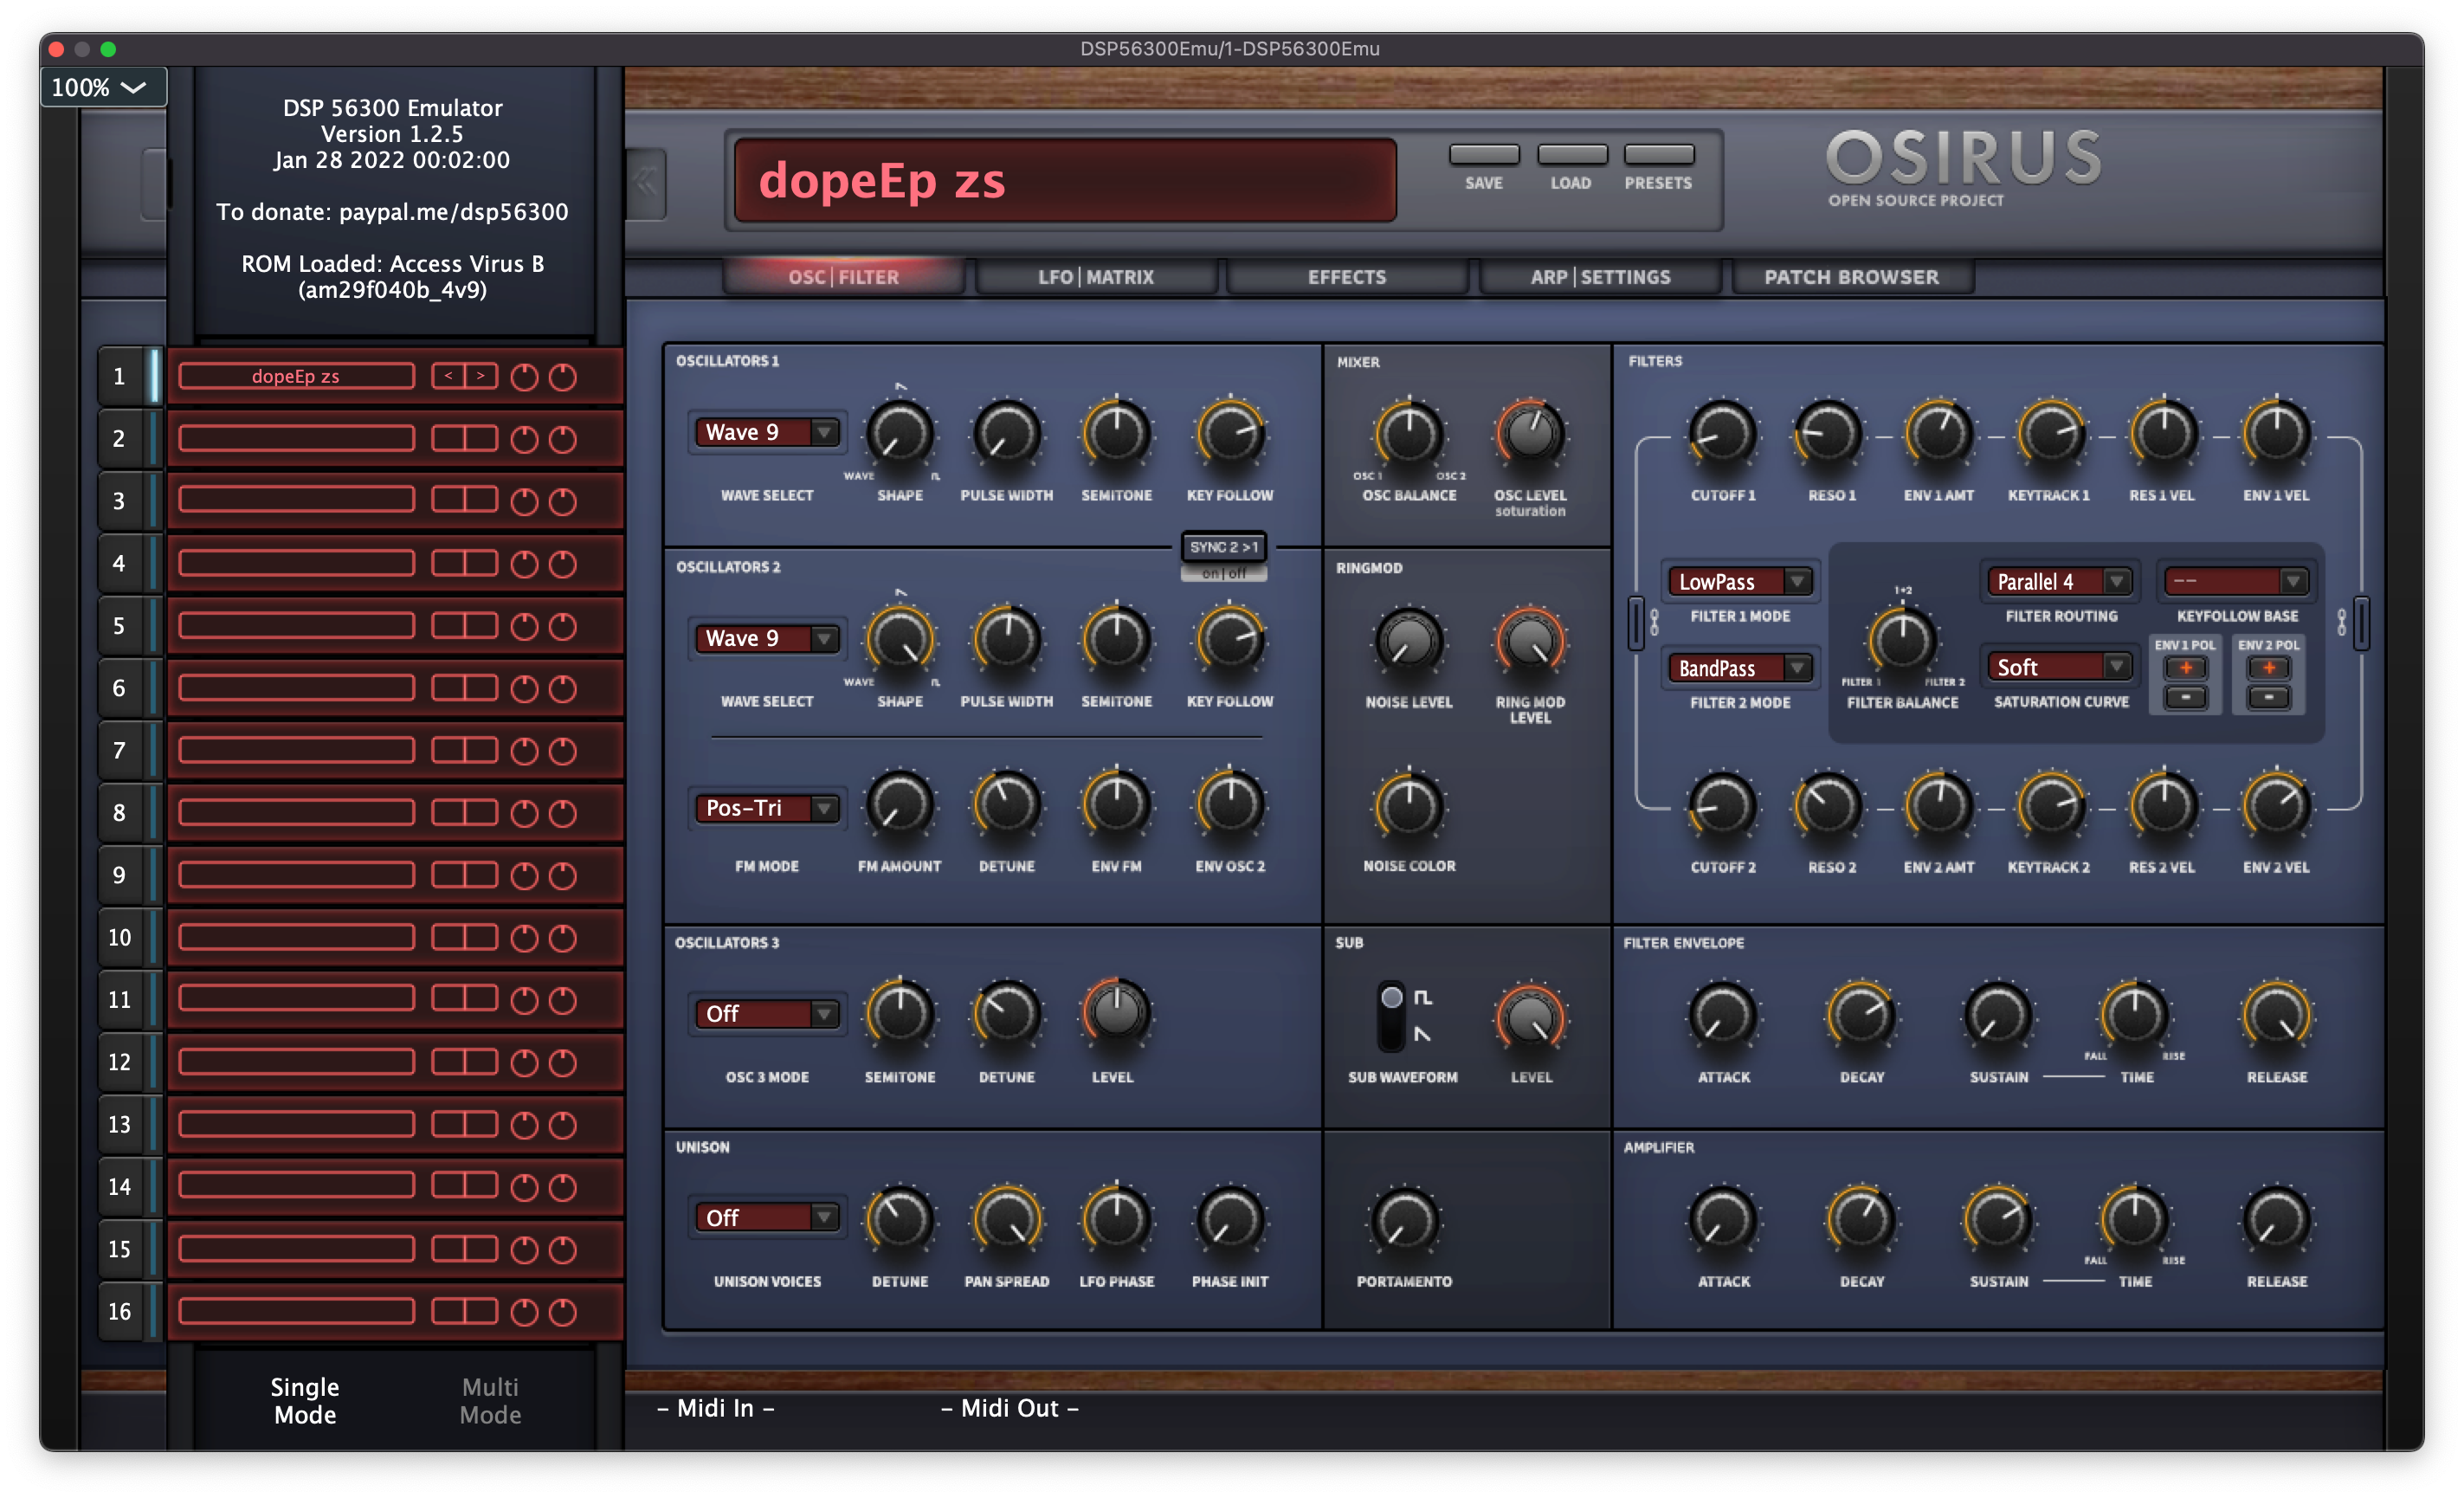 DSP56300Emu/1-DSP56300Emu
100%
DSP 56300 Emulator
Version 1.2.5
Jan 28 2022 00:02:00
To donate: paypal.me/dsp56300
ROM Loaded: Access Virus B
(am29f040b_4v9)
dopeEp zs
SAVE LOAD PRESETS
OSIRUS
OPEN SOURCE PROJECT
OSC|FILTER LFO|MATRIX EFFECTS ARP|SETTINGS PATCH BROWSER
1 dopeEp zs < >
2
3
4
5
6
7
8
9
10
11
12
13
14
15
16
Single Mode
Multi Mode
OSCILLATORS 1
Wave 9
WAVE SELECT
WAVE
SHAPE
PULSE WIDTH
SEMITONE
KEY FOLLOW
SYNC 2 >1
on|off
OSCILLATORS 2
Wave 9
WAVE SELECT
WAVE
SHAPE
PULSE WIDTH
SEMITONE
KEY FOLLOW
Pos-Tri
FM MODE
FM AMOUNT
DETUNE
ENV FM
ENV OSC 2
OSCILLATORS 3
Off
OSC 3 MODE
SEMITONE
DETUNE
LEVEL
UNISON
Off
UNISON VOICES
DETUNE
PAN SPREAD
LFO PHASE
PHASE INIT
MIXER
OSC 1 OSC 2
OSC BALANCE
OSC LEVEL
soturation
RINGMOD
NOISE LEVEL
RING MOD
LEVEL
NOISE COLOR
SUB
SUB WAVEFORM
LEVEL
PORTAMENTO
FILTERS
CUTOFF 1
RESO 1
ENV 1 AMT
KEYTRACK 1
RES 1 VEL
ENV 1 VEL
LowPass
FILTER 1 MODE
BandPass
FILTER 2 MODE
1+2
FILTER 1 FILTER 2
FILTER BALANCE
Parallel 4
FILTER ROUTING
Soft
SATURATION CURVE
--
KEYFOLLOW BASE
ENV 1 POL ENV 2 POL
+ +
- -
CUTOFF 2
RESO 2
ENV 2 AMT
KEYTRACK 2
RES 2 VEL
ENV 2 VEL
FILTER ENVELOPE
ATTACK
DECAY
SUSTAIN
FALL RISE
TIME
RELEASE
AMPLIFIER
ATTACK
DECAY
SUSTAIN
FALL RISE
TIME
RELEASE
- Midi In -
- Midi Out -